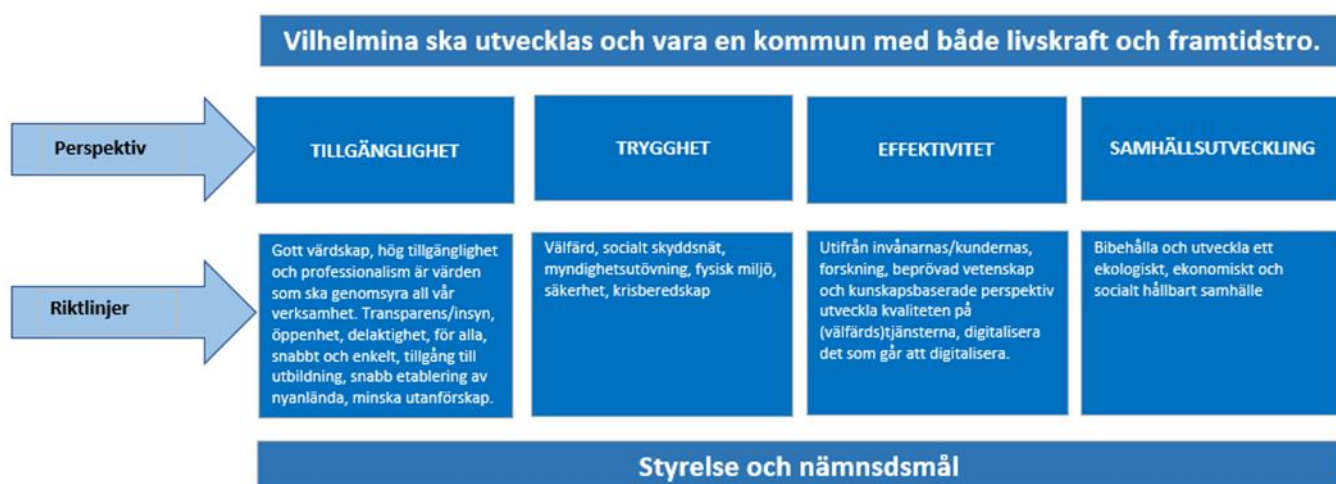 Vilhelmina ska utvecklas och vara en kommun med både livskraft och framtidstro.
Perspektiv
TILLGÄNGLIGHET
TRYGGHET
EFFEKTIVITET
SAMHÄLLSUTVECKLING
Riktlinjer
Gott värdskap, hög tillgänglighet
och professionalism är värden
som ska genomsyra all vår
verksamhet. Transparens/insyn,
öppenhet, delaktighet, för alla,
snabbt och enkelt, tillgång till
utbildning, snabb etablering av
nyanlända, minska utanförskap.
Välfärd, socialt skyddsnät,
myndighetsutövning, fysisk miljö,
säkerhet, krisberedskap
Utifrån invånarnas/kundernas,
forskning, beprövad vetenskap
och kunskapsbaserade perspektiv
utveckla kvaliteten på
(välfärds)tjänsterna, digitalisera
det som går att digitalisera.
Bibehålla och utveckla ett
ekologiskt, ekonomiskt och
socialt hållbart samhälle
Styrelse och nämnsdsmål